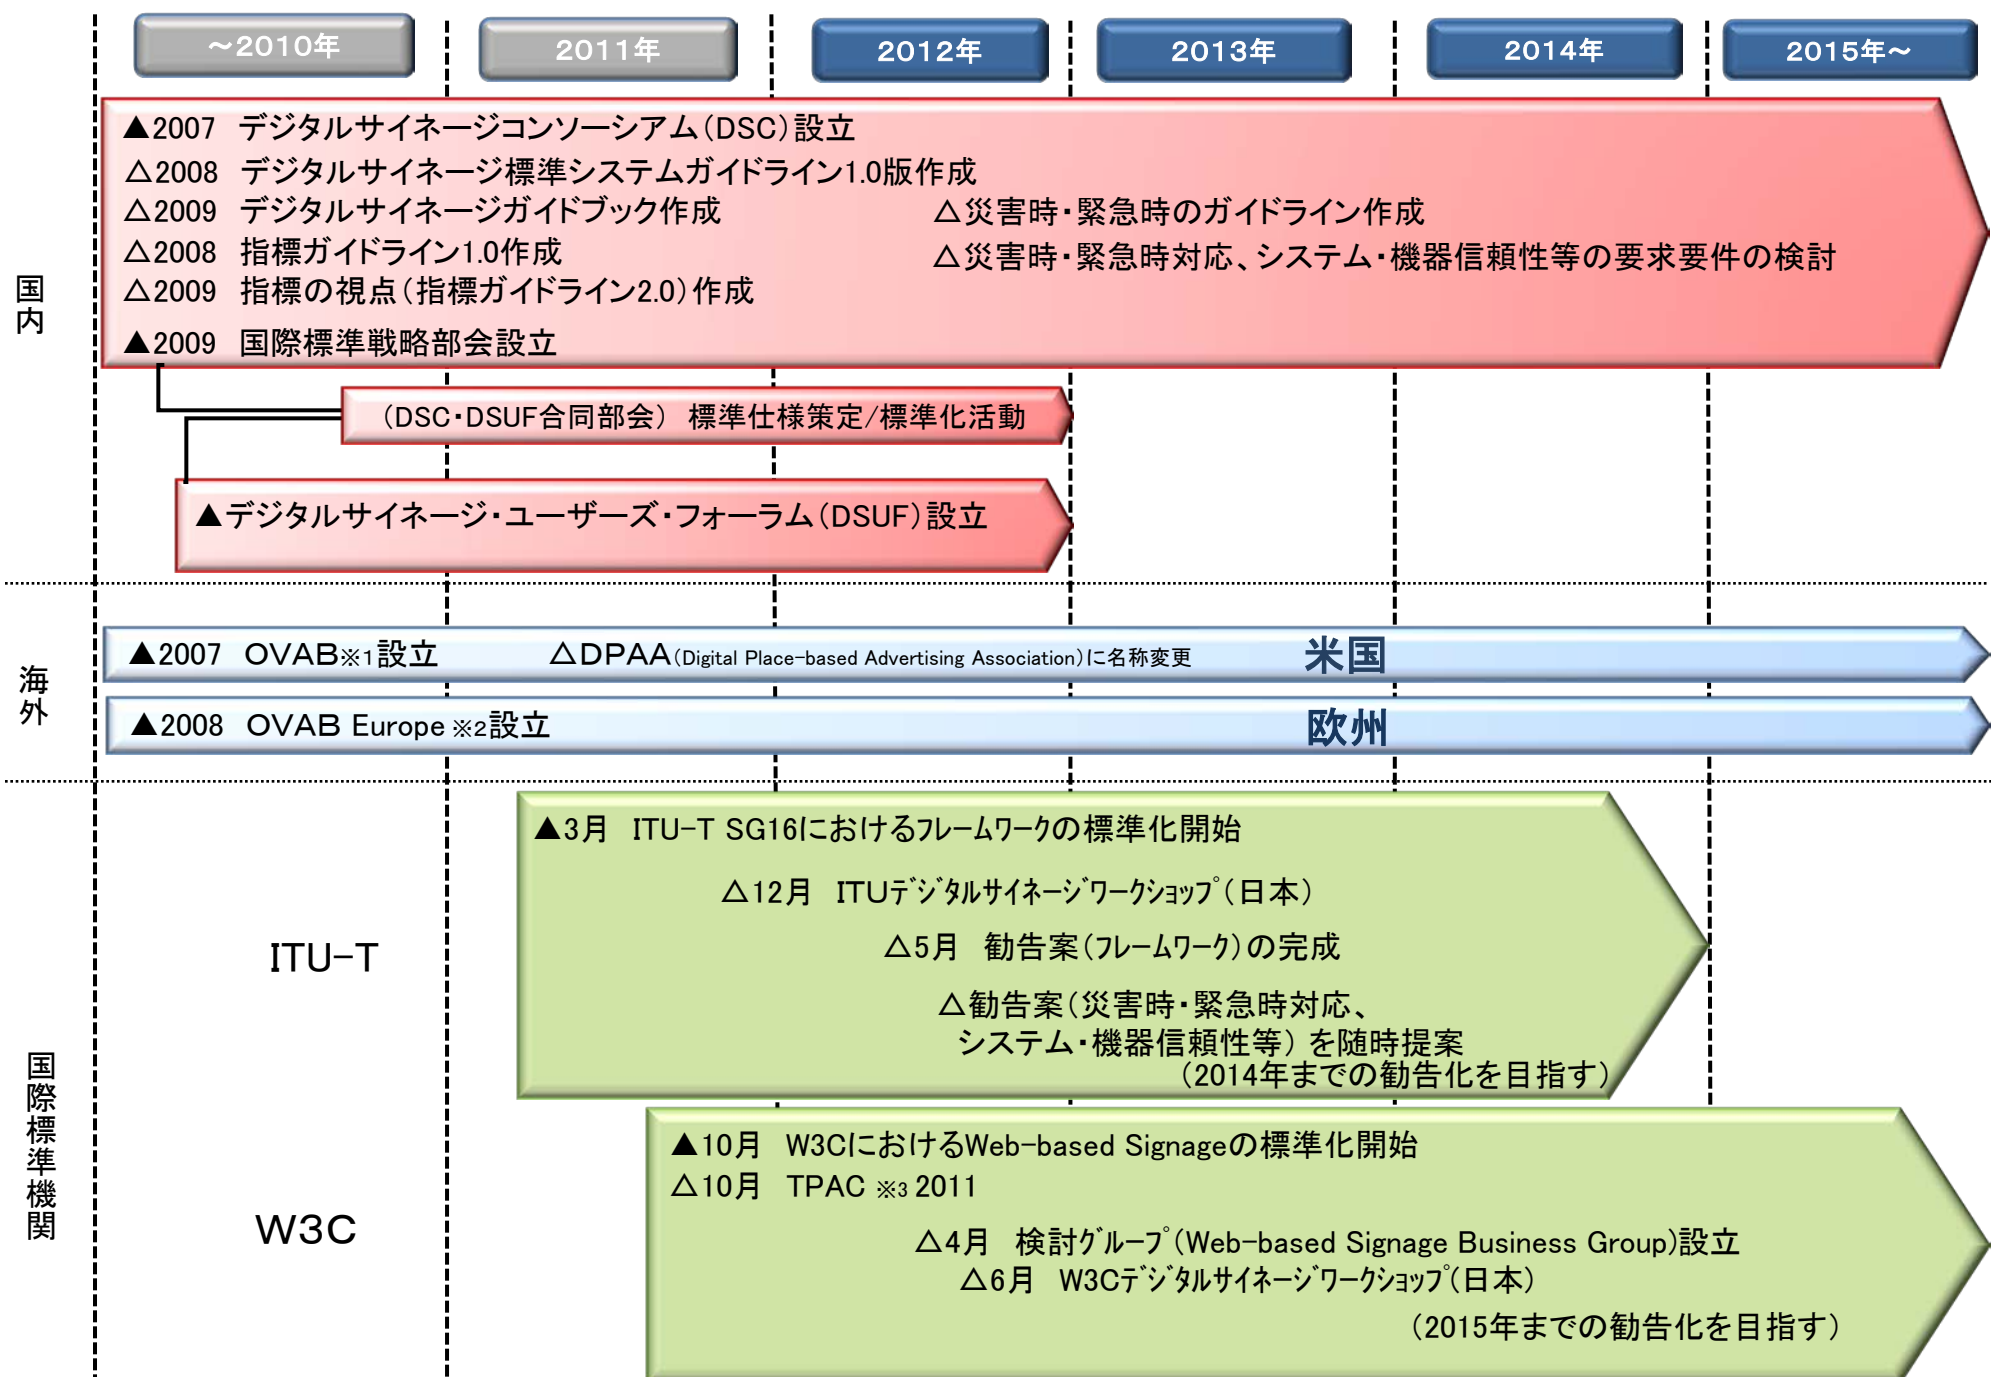 ～2010年
2011年
2012年
2013年
2014年
2015年～
国内
▲2007 デジタルサイネージコンソーシアム(DSC)設立
△2008 デジタルサイネージ標準システムガイドライン1.0版作成
△2009 デジタルサイネージガイドブック作成
△災害時・緊急時のガイドライン作成
△2008 指標ガイドライン1.0作成
△災害時・緊急時対応、システム・機器信頼性等の要求要件の検討
△2009 指標の視点(指標ガイドライン2.0)作成
▲2009 国際標準戦略部会設立
(DSC・DSUF合同部会) 標準仕様策定/標準化活動
▲デジタルサイネージ・ユーザーズ・フォーラム(DSUF)設立
海外
▲2007 OVAB※1設立
△DPAA(Digital Place-based Advertising Association)に名称変更
米国
▲2008 OVAB Europe ※2設立
欧州
国際標準機関
ITU-T
▲3月 ITU-T SG16におけるフレームワークの標準化開始
△12月 ITUデジタルサイネージワークショップ(日本)
△5月 勧告案(フレームワーク)の完成
△勧告案(災害時・緊急時対応、
システム・機器信頼性等)を随時提案
(2014年までの勧告化を目指す)
W3C
▲10月 W3CにおけるWeb-based Signageの標準化開始
△10月 TPAC ※3 2011
△4月 検討グループ(Web-based Signage Business Group)設立
△6月 W3Cデジタルサイネージワークショップ(日本)
(2015年までの勧告化を目指す)